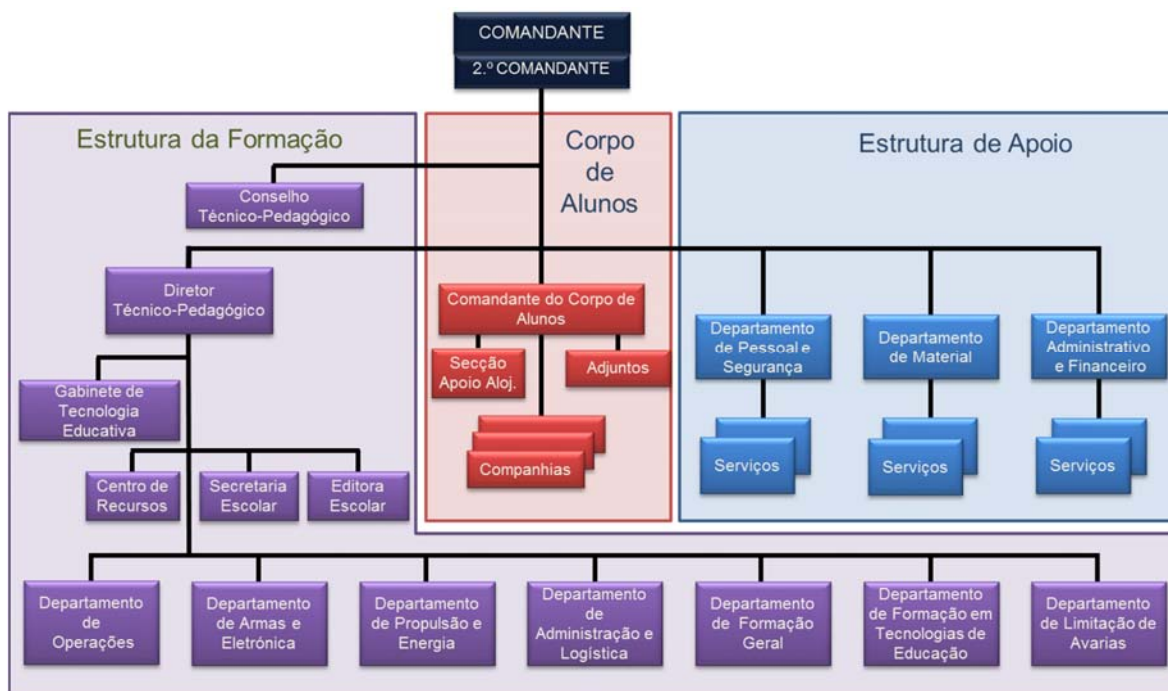 COMANDANTE
2.º COMANDANTE
Estrutura da Formação
Corpo
de
Alunos
Estrutura de Apoio
Conselho
Técnico-Pedagógico
Diretor
Técnico-Pedagógico
Comandante do Corpo de
Alunos
Departamento
de Pessoal e
Segurança
Departamento
de Material
Departamento
Administrativo
e Financeiro
Secção
Apoio Aloj.
Adjuntos
Gabinete de
Tecnologia
Educativa
Companhias
Serviços
Serviços
Serviços
Centro de
Recursos
Secretaria
Escolar
Editora
Escolar
Departamento
de
Operações
Departamento
de Armas e
Eletrónica
Departamento
de Propulsão e
Energia
Departamento
de
Administração e
Logística
Departamento
de Formação
Geral
Departamento
de Formação em
Tecnologias de
Educação
Departamento
de Limitação de
Avarias